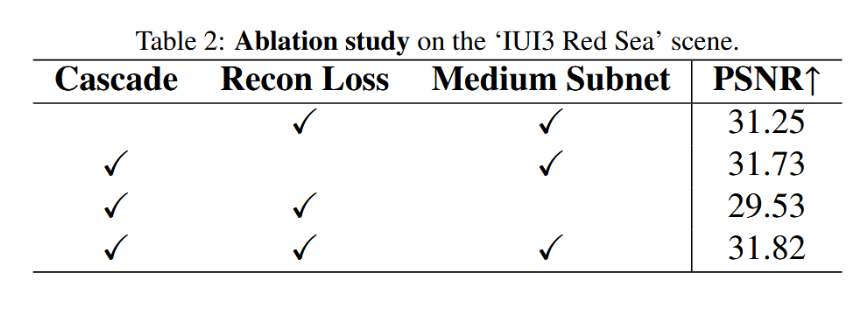 Table 2: Ablation study on the ‘IUI3 Red Sea’ scene.
Cascade Recon Loss Medium Subnet PSNR↑
✓ ✓ 31.25
✓ ✓ 31.73
✓ ✓ 29.53
✓ ✓ ✓ 31.82